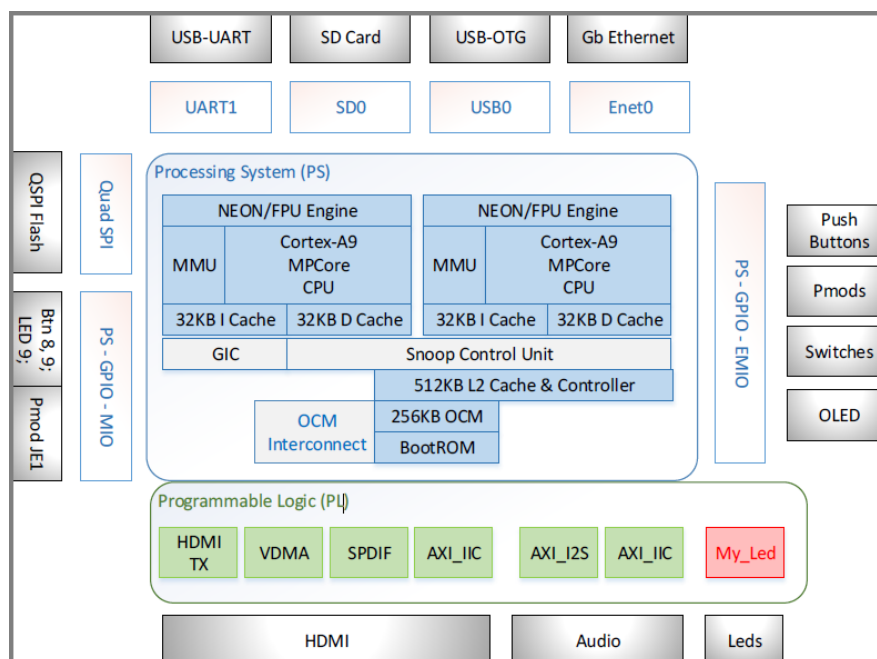 USB-UART
SD Card
USB-OTG
Gb Ethernet
UART1
SD0
USB0
Enet0
QSPI Flash
Quad SPI
Btn 8, 9;
LED 9;
Pmod JE1
PS - GPIO - MIO
Processing System (PS)
NEON/FPU Engine
NEON/FPU Engine
MMU
Cortex-A9
MPCore
CPU
MMU
Cortex-A9
MPCore
CPU
32KB I Cache
32KB D Cache
32KB I Cache
32KB D Cache
GIC
Snoop Control Unit
512KB L2 Cache & Controller
OCM
Interconnect
256KB OCM
BootROM
PS - GPIO - EMIO
Push
Buttons
Pmods
Switches
OLED
Programmable Logic (PL)
HDMI
TX
VDMA
SPDIF
AXI_IIC
AXI_I2S
AXI_IIC
My_Led
HDMI
Audio
Leds